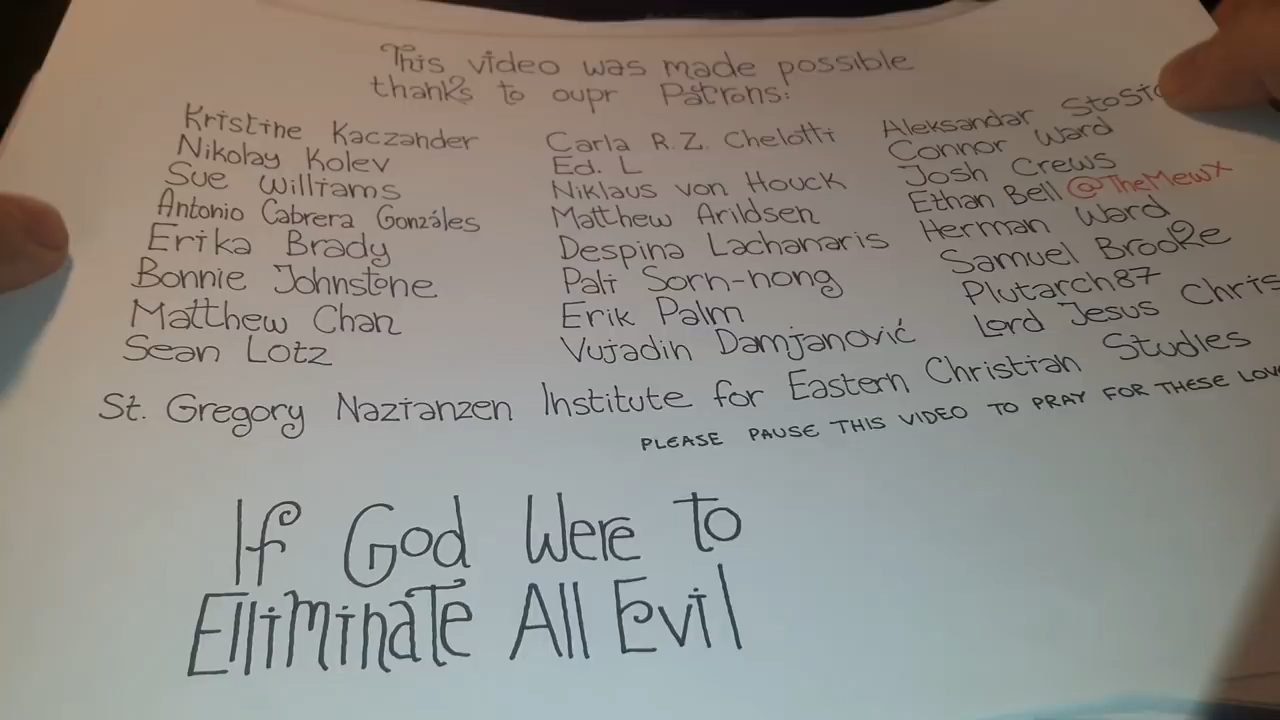 This video was made possible
thanks to oupr Patrons:
Kristine Kaczander
Nikolay Kolev
Sue Williams
Antonio Cabrera Gonzáles
Erika Brady
Bonnie Johnstone
Matthew Chan
Sean Lotz
Carla R.Z. Chelotti
Ed. L
Niklaus von Houck
Matthew Arildsen
Despina Lachanaris
Pali Sorn-nong
Erik Palm
Vujadin Damjanović
Aleksandar Stosic
Connor Ward
Josh Crews
Ethan Bell @TheMewX
Herman Ward
Samuel Brooke
Plutarch87
Lord Jesus Chris
St. Gregory Nazianzen Institute for Eastern Christian Studies
PLEASE PAUSE THIS VIDEO TO PRAY FOR THESE LOV
If God Were to
Elliminate All Evil